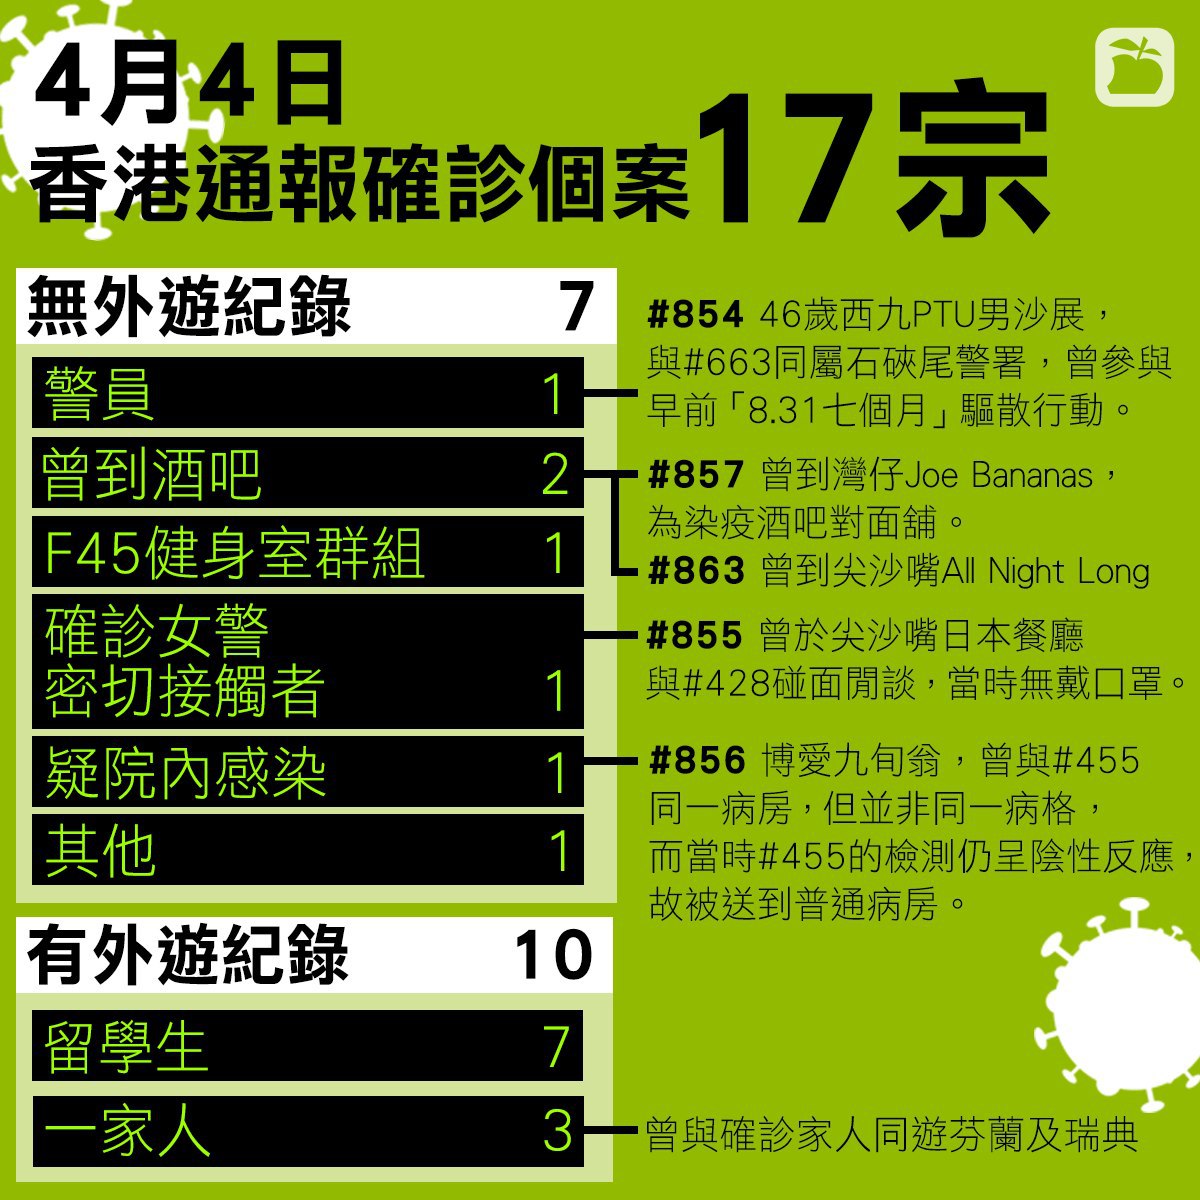 4月4日
香港通報確診個案17宗
無外遊紀錄 7
警員 1
#854 46歲西九PTU男沙展，
與#663同屬石硤尾警署，曾參與
早前「8.31七個月」驅散行動。
曾到酒吧 2
#857 曾到灣仔Joe Bananas，
為染疫酒吧對面舖。
#863 曾到尖沙嘴All Night Long
F45健身室群組 1
確診女警
密切接觸者 1
#855 曾於尖沙嘴日本餐廳
與#428碰面閒談，當時無戴口罩。
疑院內感染 1
#856 博愛九旬翁，曾與#455
同一病房，但並非同一病格，
而當時#455的檢測仍呈陰性反應，
故被送到普通病房。
其他 1
有外遊紀錄 10
留學生 7
一家人 3
曾與確診家人同遊芬蘭及瑞典